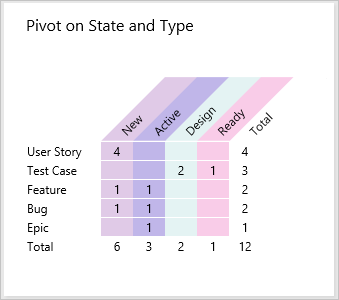 Pivot on State and Type
New Active Design Ready Total
User Story 4 4
Test Case 2 1 3
Feature 1 1 2
Bug 1 1 2
Epic 1 1
Total 6 3 2 1 12